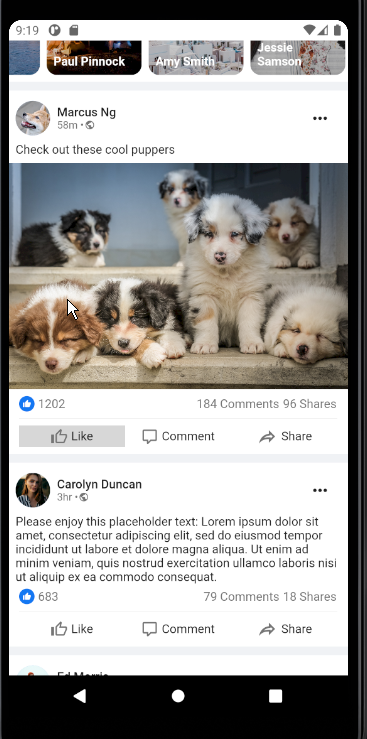 9:19
Jessie
Paul Pinnock Amy Smith Samson
Marcus Ng
58m •
Check out these cool puppers
1202 184 Comments 96 Shares
Like Comment Share
Carolyn Duncan
3hr •
Please enjoy this placeholder text: Lorem ipsum dolor sit
amet, consectetur adipiscing elit, sed do eiusmod tempor
incididunt ut labore et dolore magna aliqua. Ut enim ad
minim veniam, quis nostrud exercitation ullamco laboris nisi
ut aliquip ex ea commodo consequat.
683 79 Comments 18 Shares
Like Comment Share